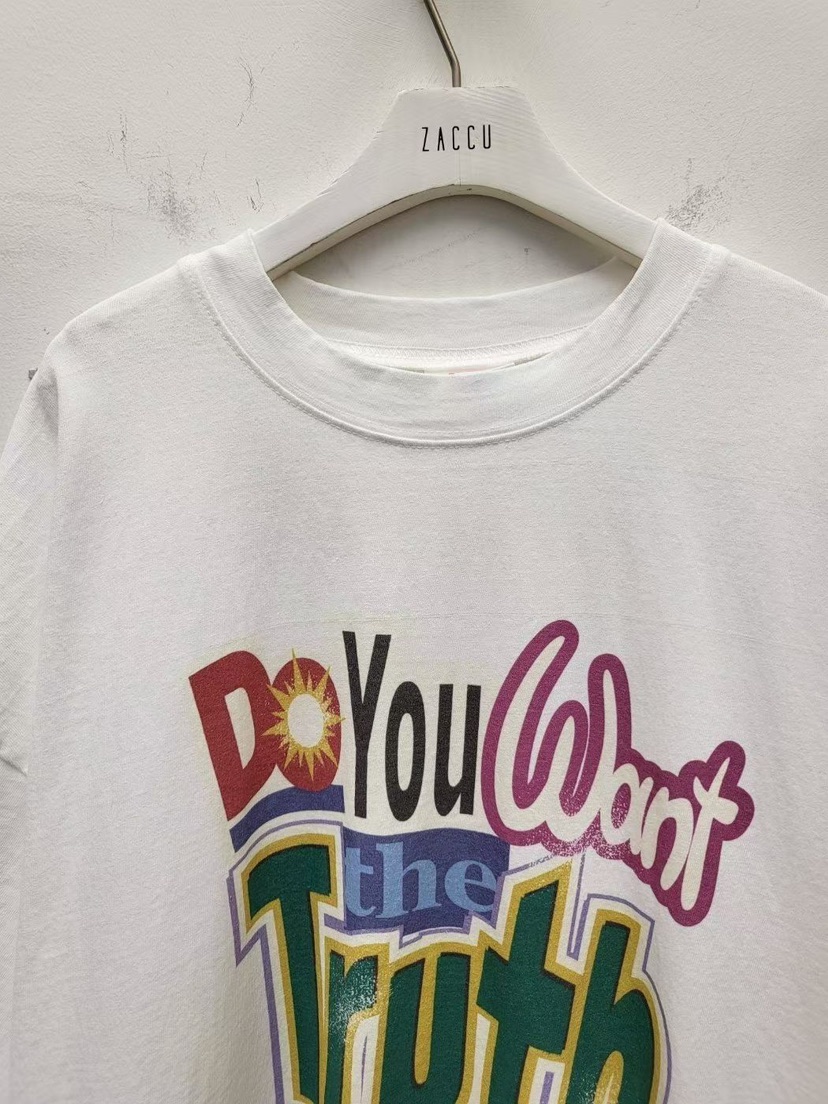 ZACCU
Do You Want
the
Truth